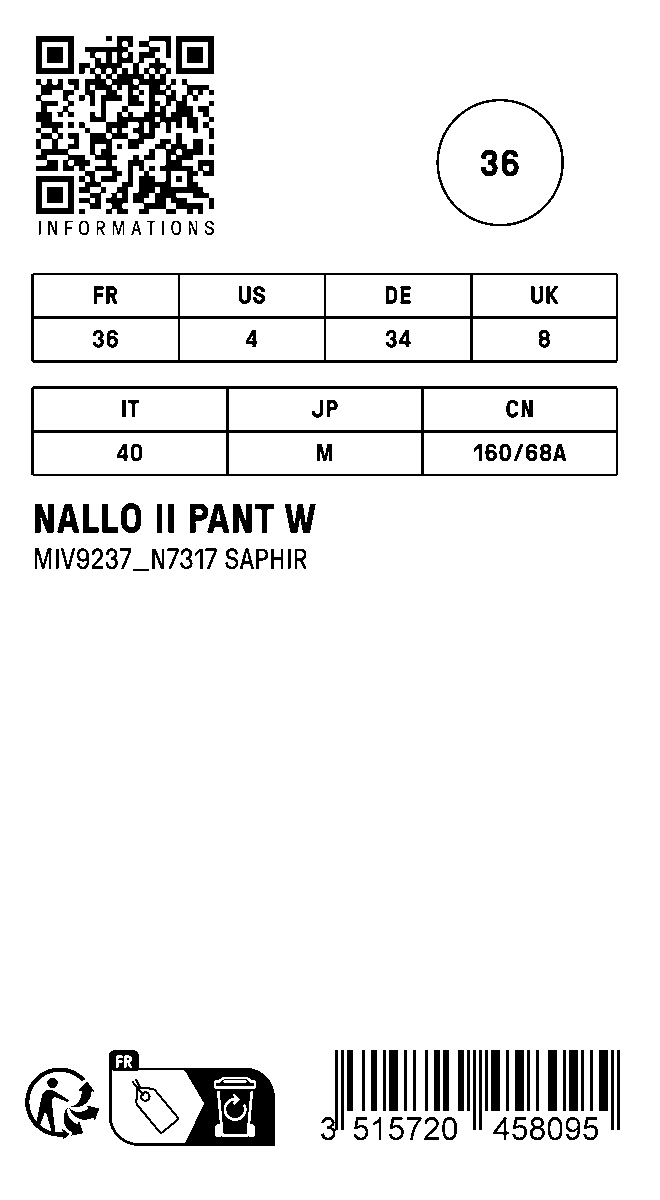 INFORMATIONS
36
FR US DE UK
36 4 34 8
IT JP CN
40 M 160/68A
NALLO II PANT W
MIV9237_N7317 SAPHIR
FR
3 515720 458095